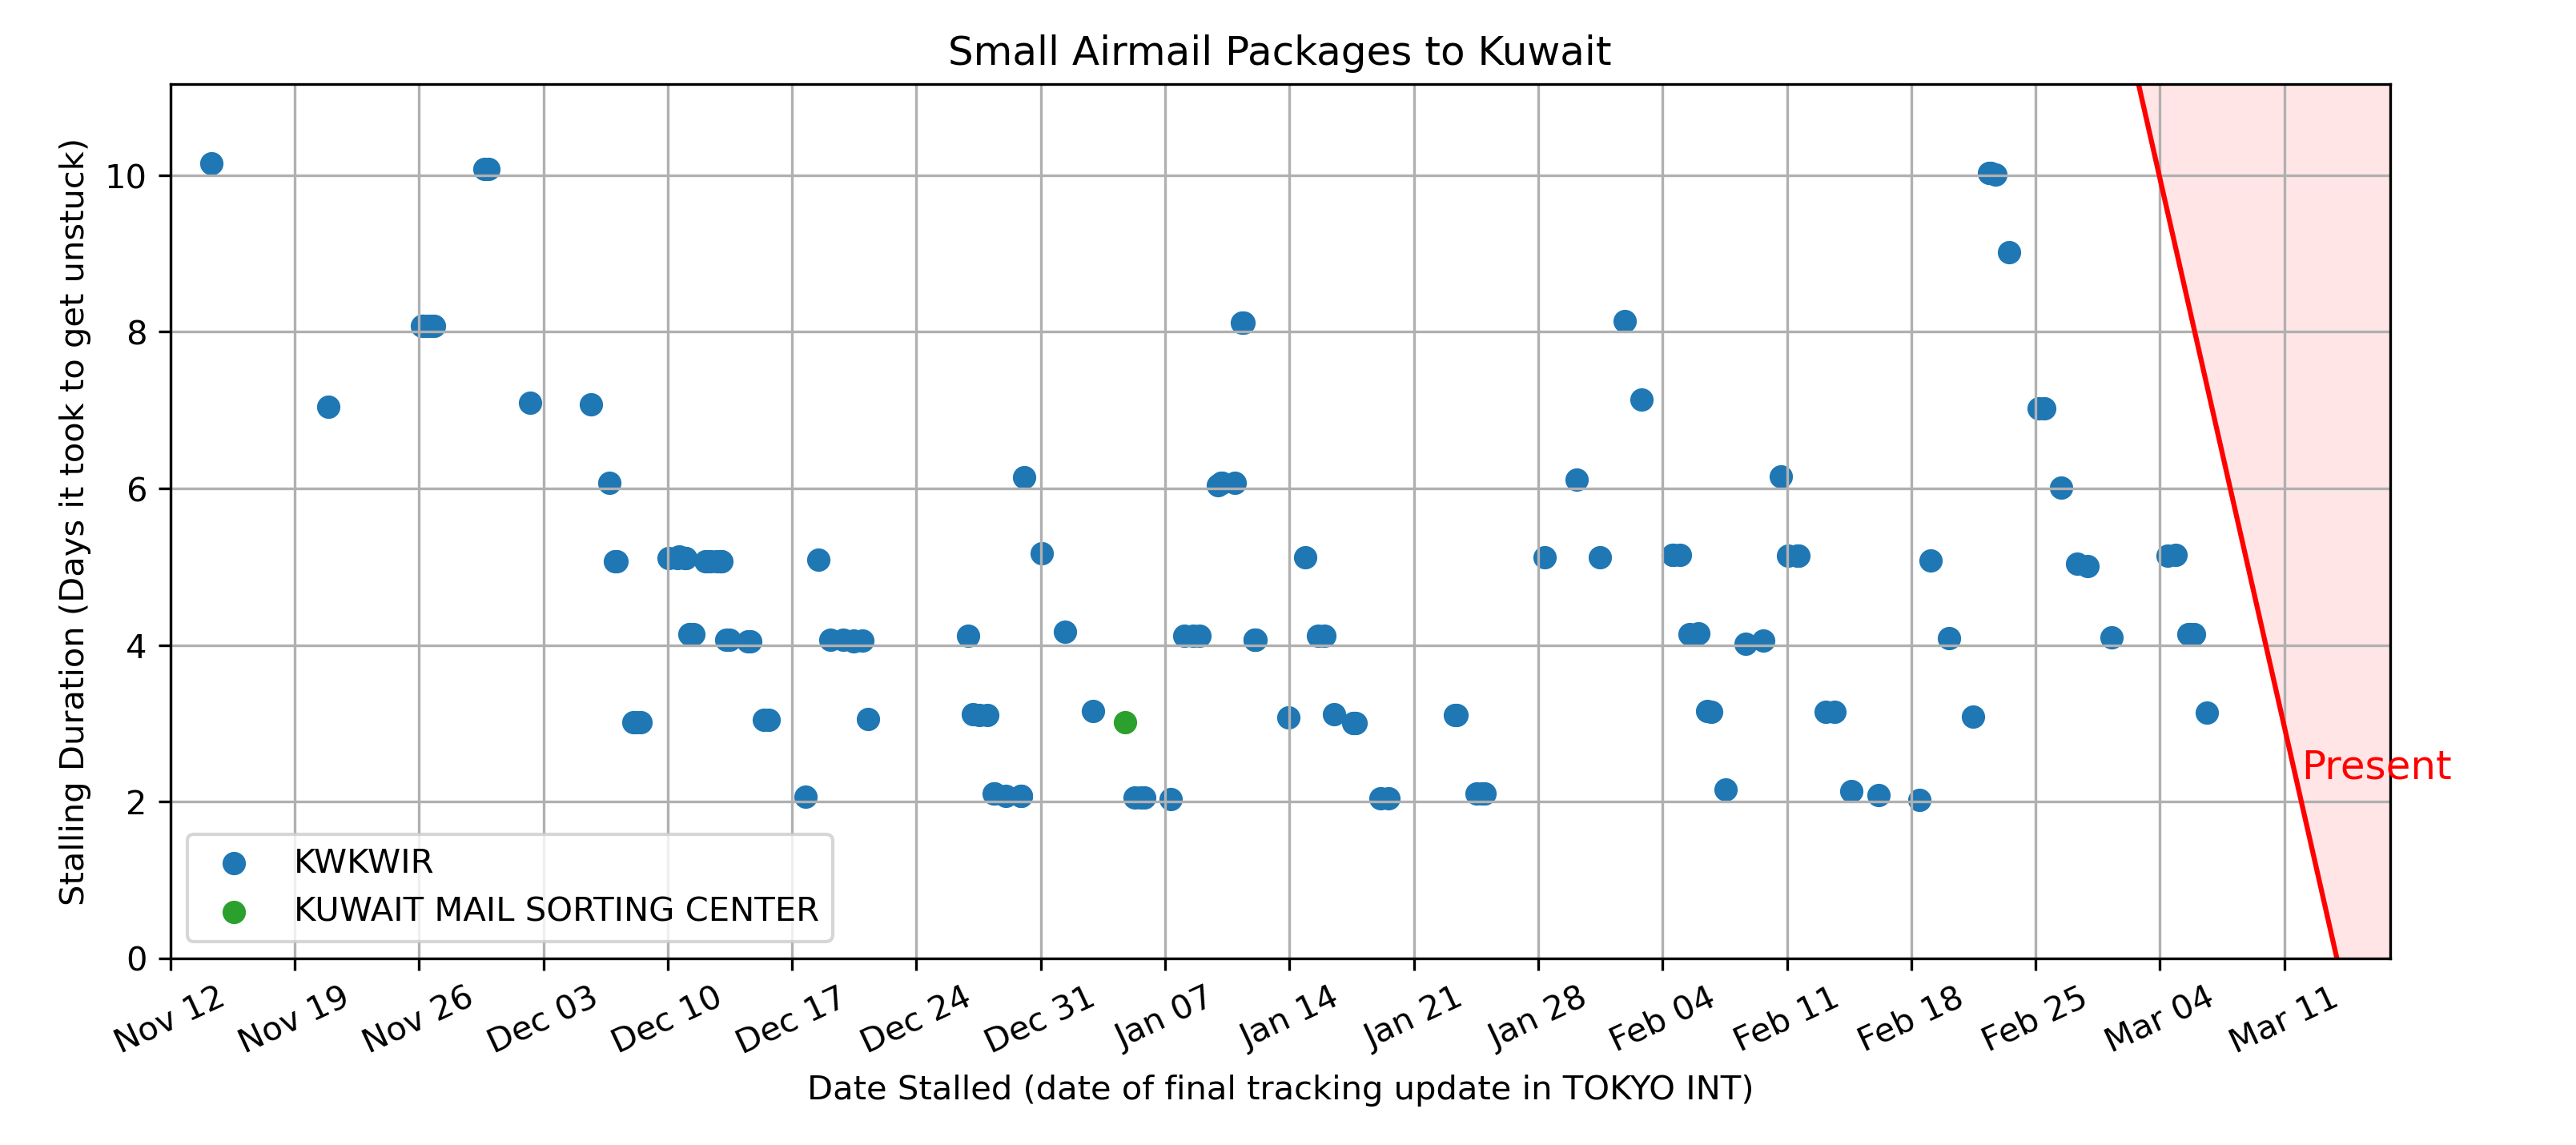 Small Airmail Packages to Kuwait
Stalling Duration (Days it took to get unstuck)
10
8
6
4
2
0
Present
KWKWIR
KUWAIT MAIL SORTING CENTER
Nov 12
Nov 19
Nov 26
Dec 03
Dec 10
Dec 17
Dec 24
Dec 31
Jan 07
Jan 14
Jan 21
Jan 28
Feb 04
Feb 11
Feb 18
Feb 25
Mar 04
Mar 11
Date Stalled (date of final tracking update in TOKYO INT)